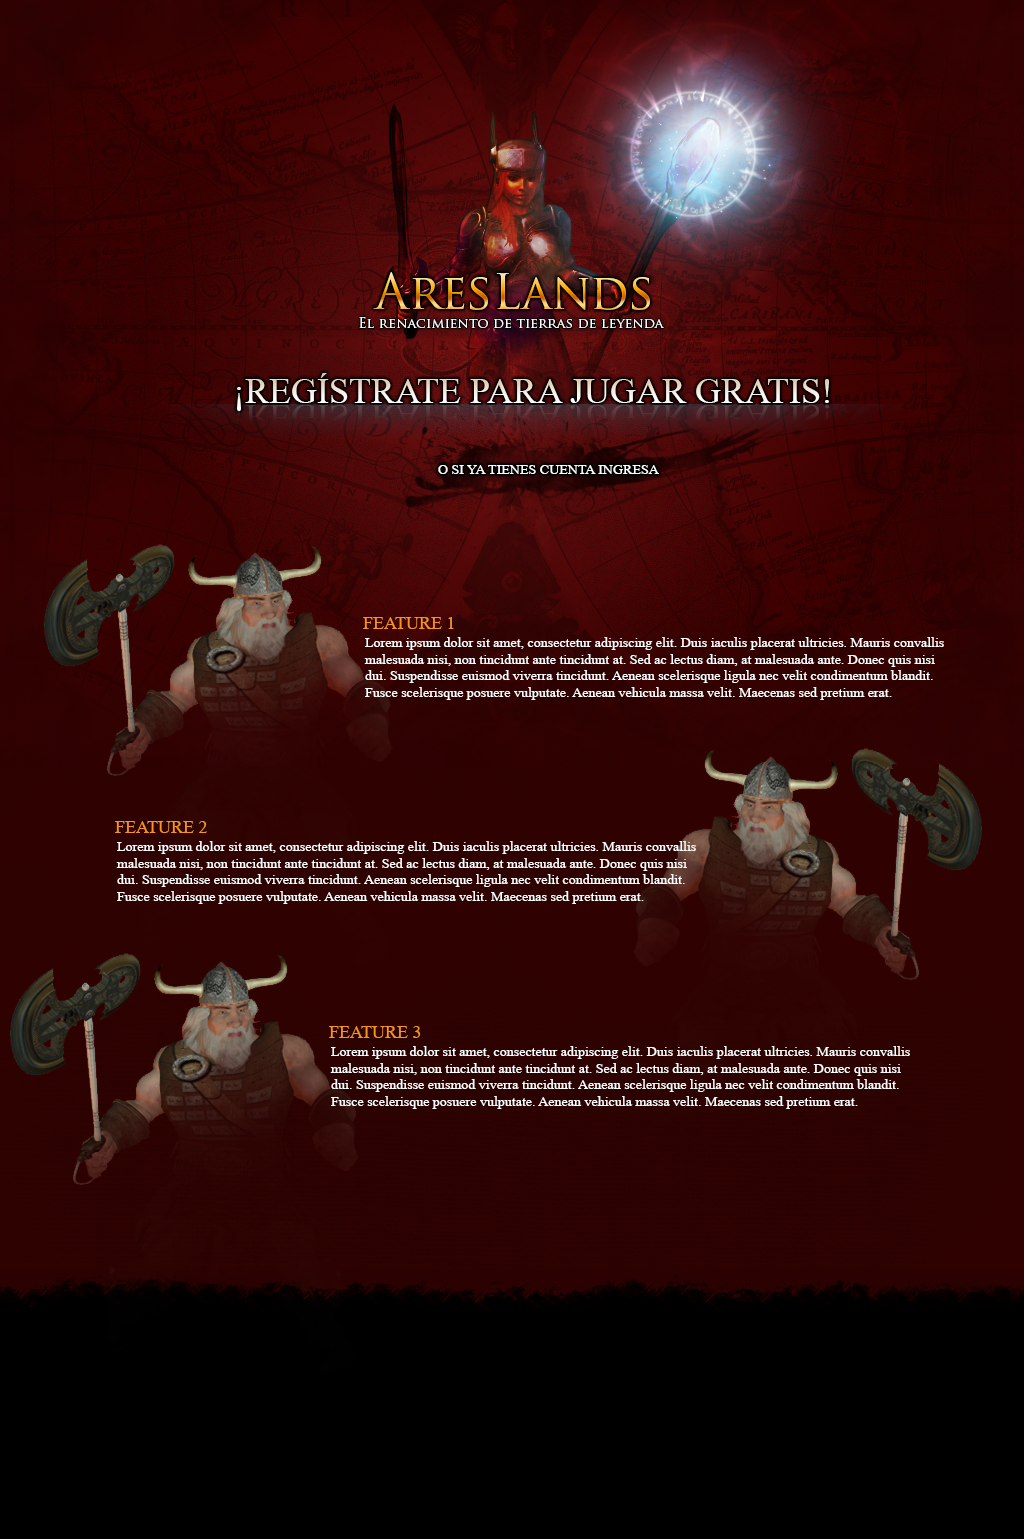 ARESLANDS
EL RENACIMIENTO DE TIERRAS DE LEYENDA
¡REGÍSTRATE PARA JUGAR GRATIS!
O SI YA TIENES CUENTA INGRESA
FEATURE 1
Lorem ipsum dolor sit amet, consectetur adipiscing elit. Duis iaculis placerat ultricies. Mauris convallis
malesuada nisi, non tincidunt ante tincidunt at. Sed ac lectus diam, at malesuada ante. Donec quis nisi
dui. Suspendisse euismod viverra tincidunt. Aenean scelerisque ligula nec velit condimentum blandit.
Fusce scelerisque posuere vulputate. Aenean vehicula massa velit. Maecenas sed pretium erat.
FEATURE 2
Lorem ipsum dolor sit amet, consectetur adipiscing elit. Duis iaculis placerat ultricies. Mauris convallis
malesuada nisi, non tincidunt ante tincidunt at. Sed ac lectus diam, at malesuada ante. Donec quis nisi
dui. Suspendisse euismod viverra tincidunt. Aenean scelerisque ligula nec velit condimentum blandit.
Fusce scelerisque posuere vulputate. Aenean vehicula massa velit. Maecenas sed pretium erat.
FEATURE 3
Lorem ipsum dolor sit amet, consectetur adipiscing elit. Duis iaculis placerat ultricies. Mauris convallis
malesuada nisi, non tincidunt ante tincidunt at. Sed ac lectus diam, at malesuada ante. Donec quis nisi
dui. Suspendisse euismod viverra tincidunt. Aenean scelerisque ligula nec velit condimentum blandit.
Fusce scelerisque posuere vulputate. Aenean vehicula massa velit. Maecenas sed pretium erat.